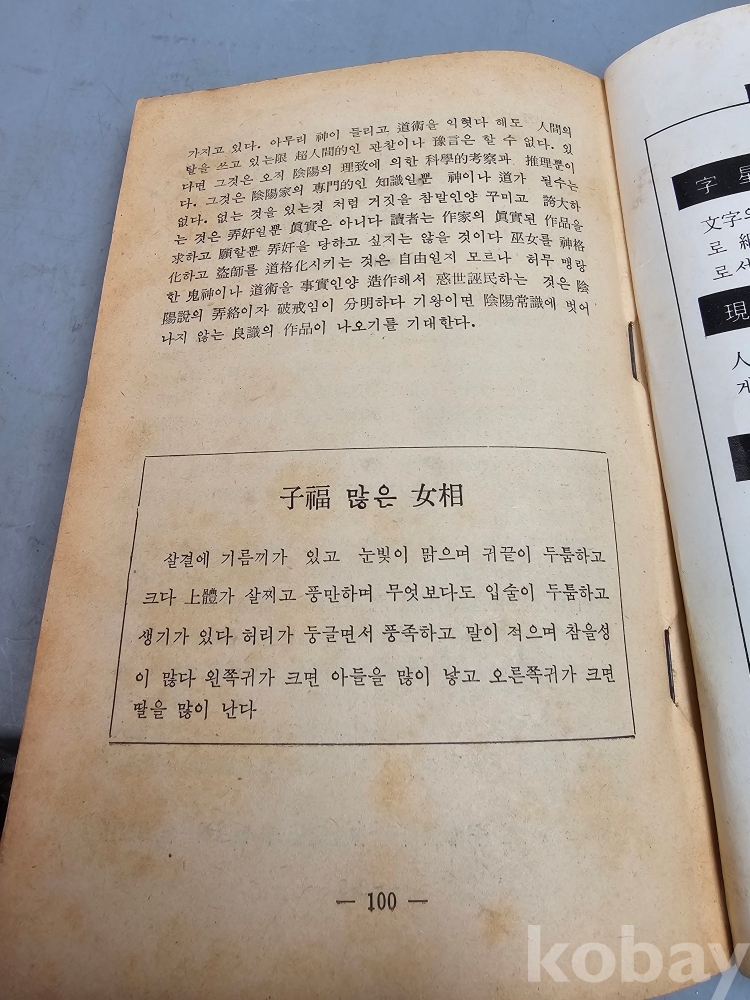 가지고 있다. 아무리 神이 들리고 道術을 익혓다 해도 人間의
탈을 쓰고 있는限 超人間的인 관찰이나 豫言은 할 수 없다. 있
다면 그것은 오직 陰陽의 理致에 의한 科學的考察과 推理뿐이
다. 그것은 陰陽家의 專門的인 知識일뿐 神이나 道가 될수는
없다. 없는 것을 있는것 처럼 거짓을 참말인양 꾸미고 誇大하
는 것은 弄奸일뿐 眞實은 아니다 讀者는 作家의 眞實된 作品을
求하고 願할뿐 弄奸을 당하고 싶지는 않을 것이다 巫女를 神格
化하고 盜師를 道格化시키는 것은 自由인지 모르나 허무 맹랑
한 鬼神이나 道術을 事實인양 造作해서 惑世誣民하는 것은 陰
陽說의 弄絡이자 破戒임이 分明하다 기왕이면 陰陽常識에 벗어
나지 않는 良識의 作品이 나오기를 기대한다.
子福 많은 女相
살결에 기름끼가 있고 눈빛이 맑으며 귀끝이 두툼하고
크다 上體가 살찌고 풍만하며 무엇보다도 입술이 두툼하고
생기가 있다 허리가 둥글면서 풍족하고 말이 적으며 참을성
이 많다 왼쪽귀가 크면 아들을 많이 낳고 오른쪽귀가 크면
딸을 많이 난다
— 100 —
字 星
文字의
로
로서
現
人
게
kobay